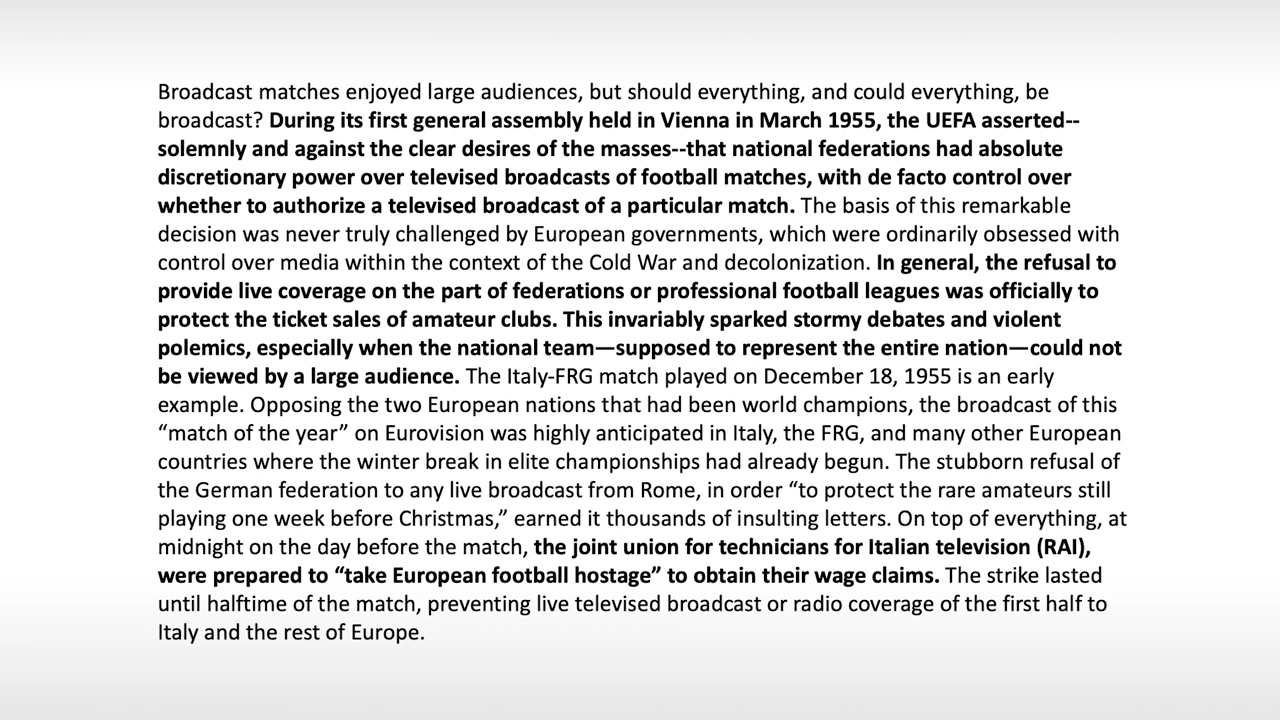 Broadcast matches enjoyed large audiences, but should everything, and could everything, be
broadcast? During its first general assembly held in Vienna in March 1955, the UEFA asserted--
solemnly and against the clear desires of the masses--that national federations had absolute
discretionary power over televised broadcasts of football matches, with de facto control over
whether to authorize a televised broadcast of a particular match. The basis of this remarkable
decision was never truly challenged by European governments, which were ordinarily obsessed with
control over media within the context of the Cold War and decolonization. In general, the refusal to
provide live coverage on the part of federations or professional football leagues was officially to
protect the ticket sales of amateur clubs. This invariably sparked stormy debates and violent
polemics, especially when the national team—supposed to represent the entire nation—could not
be viewed by a large audience. The Italy-FRG match played on December 18, 1955 is an early
example. Opposing the two European nations that had been world champions, the broadcast of this
“match of the year” on Eurovision was highly anticipated in Italy, the FRG, and many other European
countries where the winter break in elite championships had already begun. The stubborn refusal of
the German federation to any live broadcast from Rome, in order “to protect the rare amateurs still
playing one week before Christmas,” earned it thousands of insulting letters. On top of everything, at
midnight on the day before the match, the joint union for technicians for Italian television (RAI),
were prepared to “take European football hostage” to obtain their wage claims. The strike lasted
until halftime of the match, preventing live televised broadcast or radio coverage of the first half to
Italy and the rest of Europe.